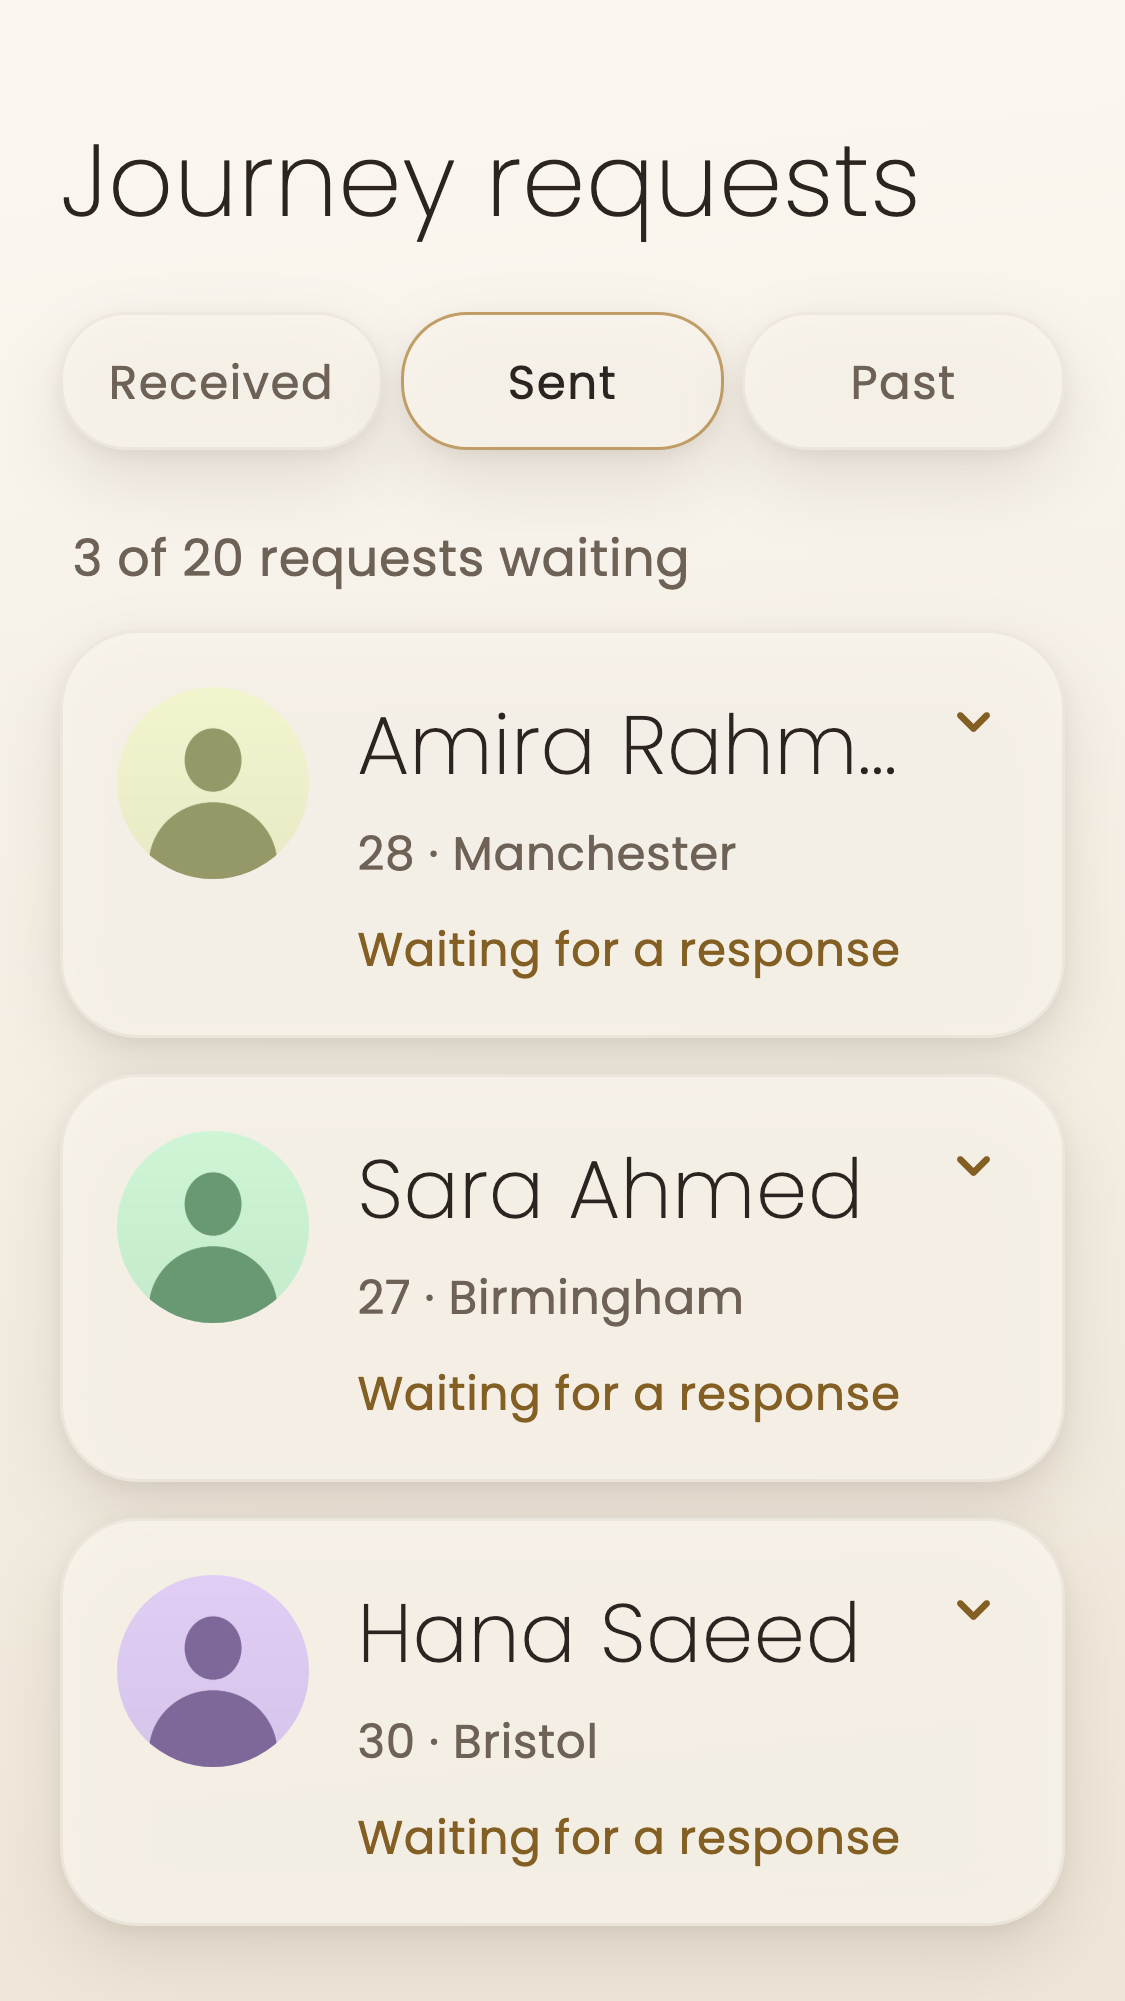 Journey requests
Received
Sent
Past
3 of 20 requests waiting
Amira Rahm...
28 · Manchester
Waiting for a response
Sara Ahmed
27 · Birmingham
Waiting for a response
Hana Saeed
30 · Bristol
Waiting for a response